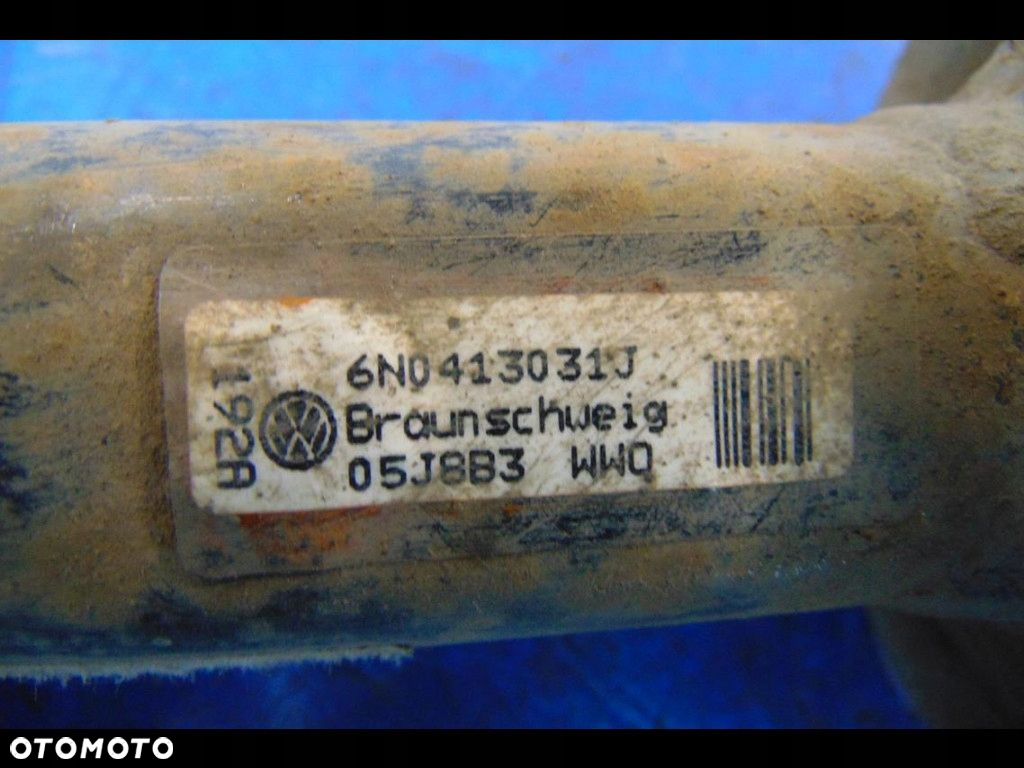 6N0413031J
Braunschweig
05J8B3 WWO
192A
OTOMOTO